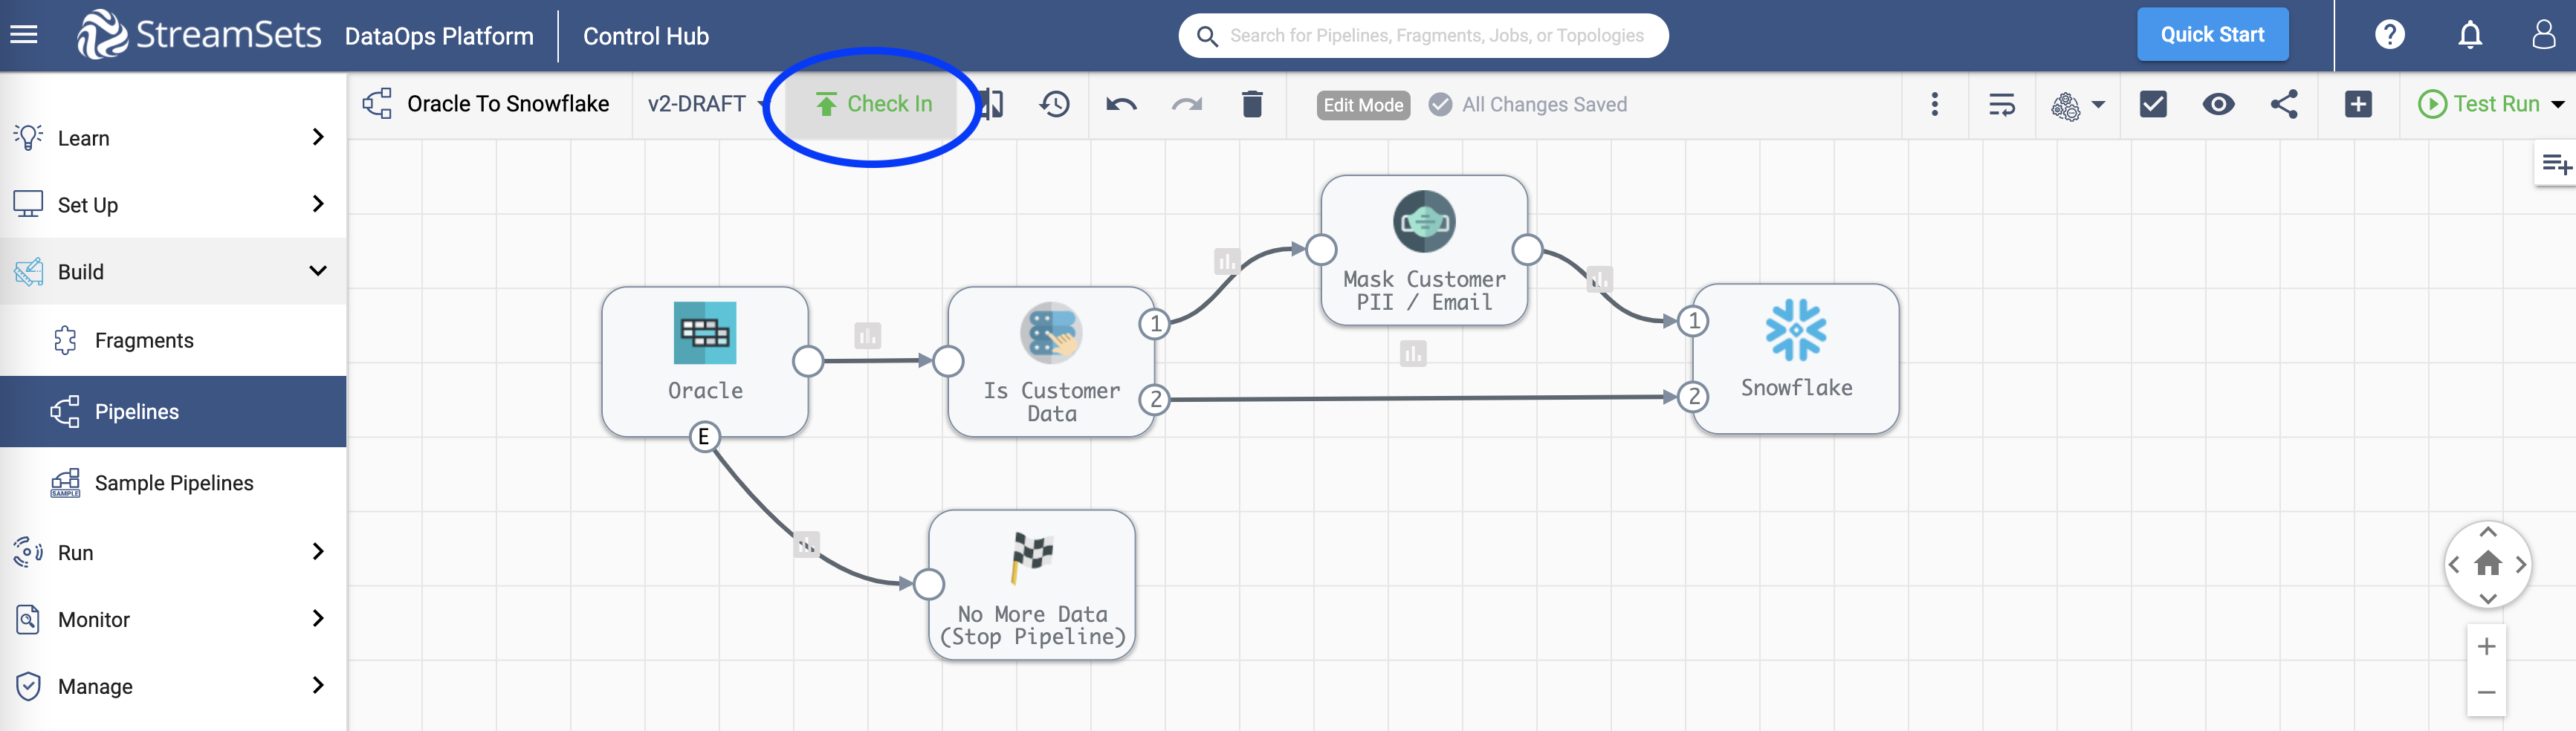 StreamSets DataOps Platform Control Hub
Search for Pipelines, Fragments, Jobs, or Topologies
Quick Start
?
Oracle To Snowflake
v2-DRAFT
Check In
Edit Mode
All Changes Saved
Test Run
Learn
Set Up
Build
Fragments
Pipelines
SAMPLE
Sample Pipelines
Run
Monitor
Manage
Oracle
E
Is Customer
Data
1
2
Mask Customer
PII / Email
1
2
Snowflake
No More Data
(Stop Pipeline)